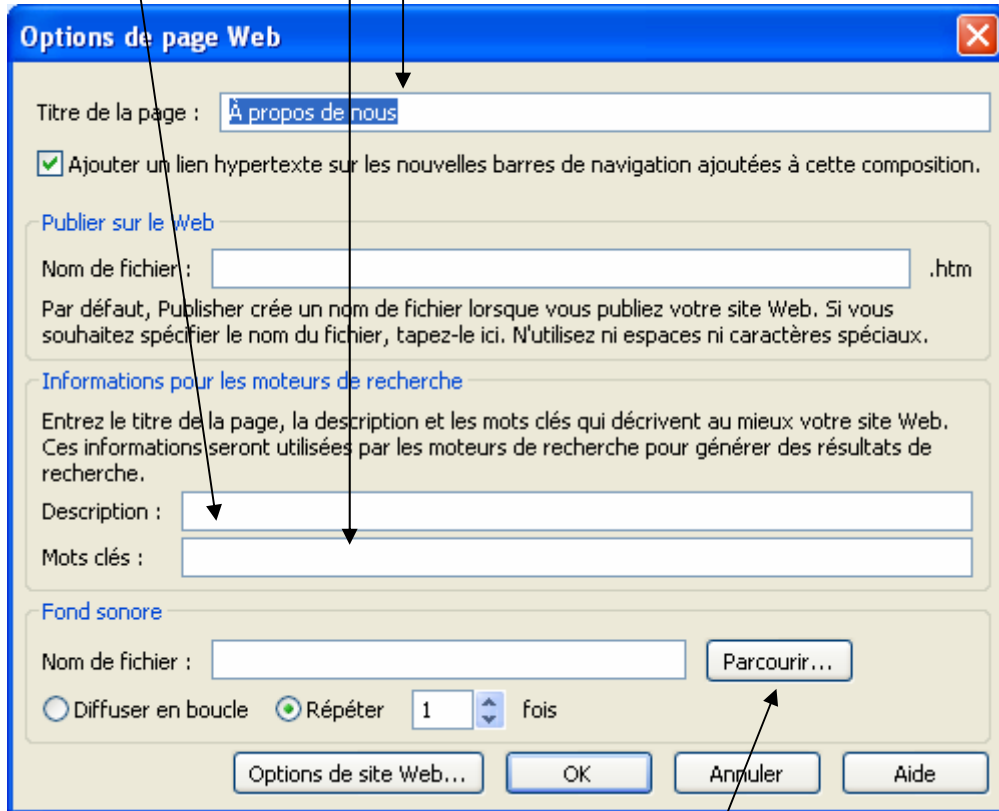 Options de page Web
Titre de la page : À propos de nous
Ajouter un lien hypertexte sur les nouvelles barres de navigation ajoutées à cette composition.
Publier sur le Web
Nom de fichier : .htm
Par défaut, Publisher crée un nom de fichier lorsque vous publiez votre site Web. Si vous
souhaitez spécifier le nom du fichier, tapez-le ici. N'utilisez ni espaces ni caractères spéciaux.
Informations pour les moteurs de recherche
Entrez le titre de la page, la description et les mots clés qui décrivent au mieux votre site Web.
Ces informations seront utilisées par les moteurs de recherche pour générer des résultats de
recherche.
Description :
Mots clés :
Fond sonore
Nom de fichier : Parcourir...
Diffuser en boucle Répéter 1 fois
Options de site Web... OK Annuler Aide